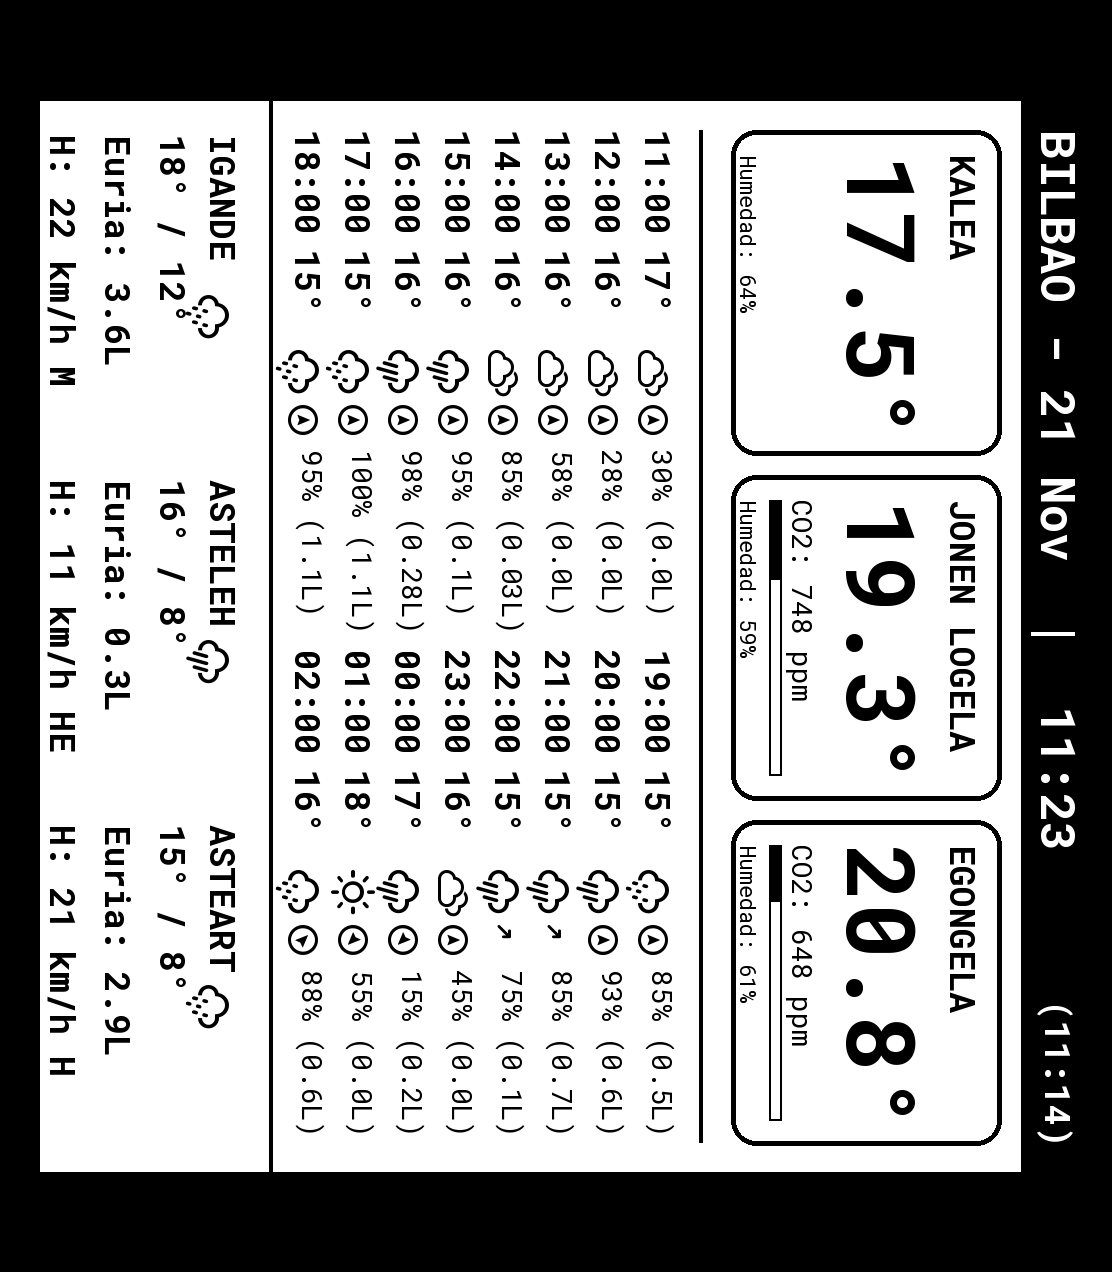 BILBAO - 21 Nov | 11:23 (11:14)
KALEA
17.5°
Humedad: 64%
JONEN LOGELA
19.3°
CO2: 748 ppm
Humedad: 59%
EGONGELA
20.8°
CO2: 648 ppm
Humedad: 61%
11:00 17° 30% (0.0L)
12:00 16° 28% (0.0L)
13:00 16° 58% (0.0L)
14:00 16° 85% (0.03L)
15:00 16° 95% (0.1L)
16:00 16° 98% (0.28L)
17:00 15° 100% (1.1L)
18:00 15° 95% (1.1L)
19:00 15° 85% (0.5L)
20:00 15° 93% (0.6L)
21:00 15° ↗ 85% (0.7L)
22:00 15° ↗ 75% (0.1L)
23:00 16° 45% (0.0L)
00:00 17° 15% (0.2L)
01:00 18° 55% (0.0L)
02:00 16° 88% (0.6L)
IGANDE
18° / 12°
Euria: 3.6L
H: 22 km/h M
ASTELEH
16° / 8°
Euria: 0.3L
H: 11 km/h HE
ASTEART
15° / 8°
Euria: 2.9L
H: 21 km/h H